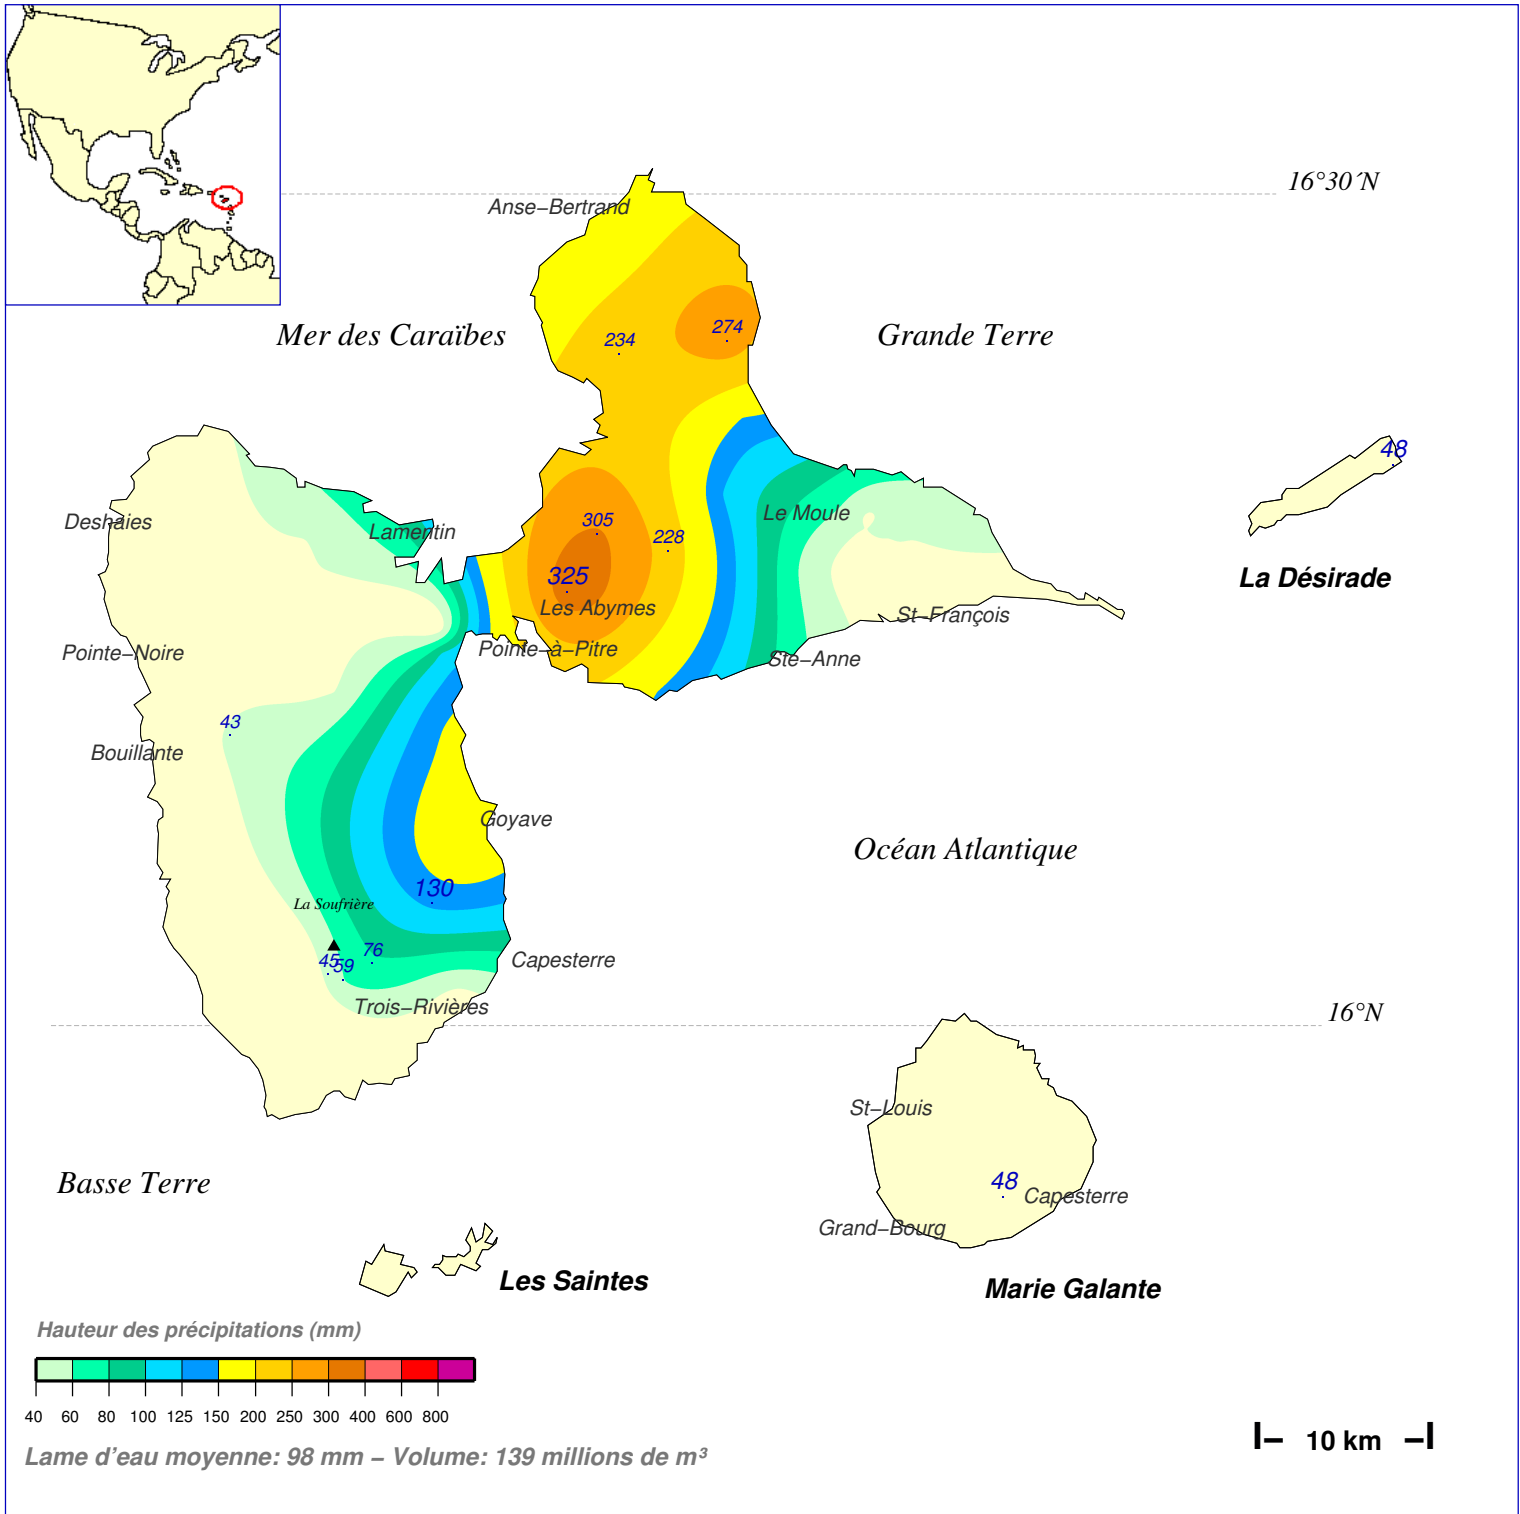 16°30´N
Anse–Bertrand
274
Mer des Caraïbes
234
Grande Terre
48
Le Moule
Deshaies
305
Lamentin
228
325
La Désirade
Les Abymes
St–François
Pointe–à–Pitre
Pointe–Noire
Ste–Anne
43
Bouillante
Goyave
Océan Atlantique
130
La Soufrière
76
45
59
Capesterre
Trois–Rivières
16°N
St–Louis
Basse Terre
48
Capesterre
Grand–Bourg
Les Saintes
Marie Galante
Hauteur des précipitations (mm)
40 60 80 100 125 150 200 250 300 400 600 800
Lame d’eau moyenne: 98 mm – Volume: 139 millions de m³
10 km